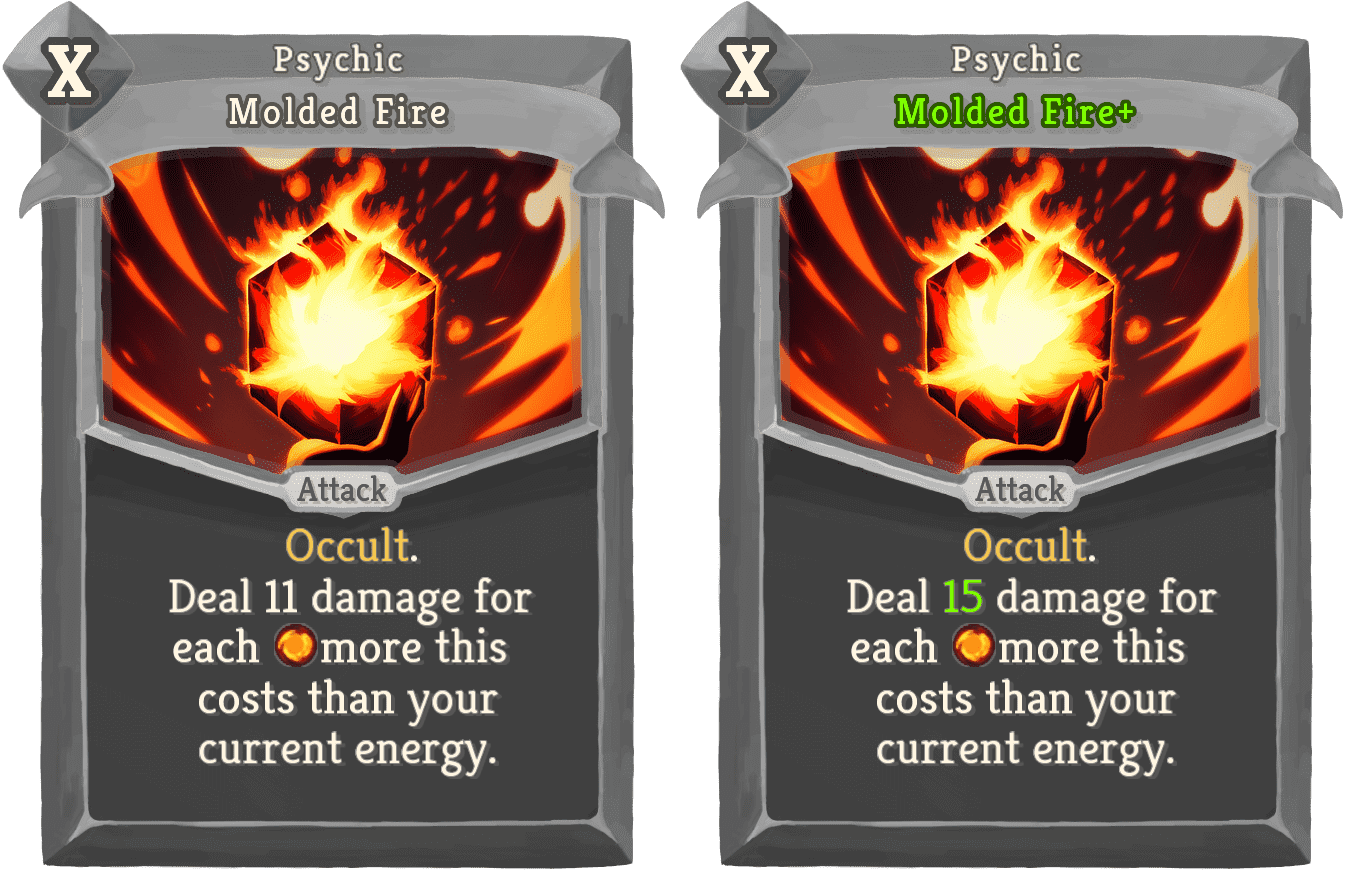 X
Psychic
Molded Fire
Attack
Occult.
Deal 11 damage for
each more this
costs than your
current energy.
X
Psychic
Molded Fire+
Attack
Occult.
Deal 15 damage for
each more this
costs than your
current energy.